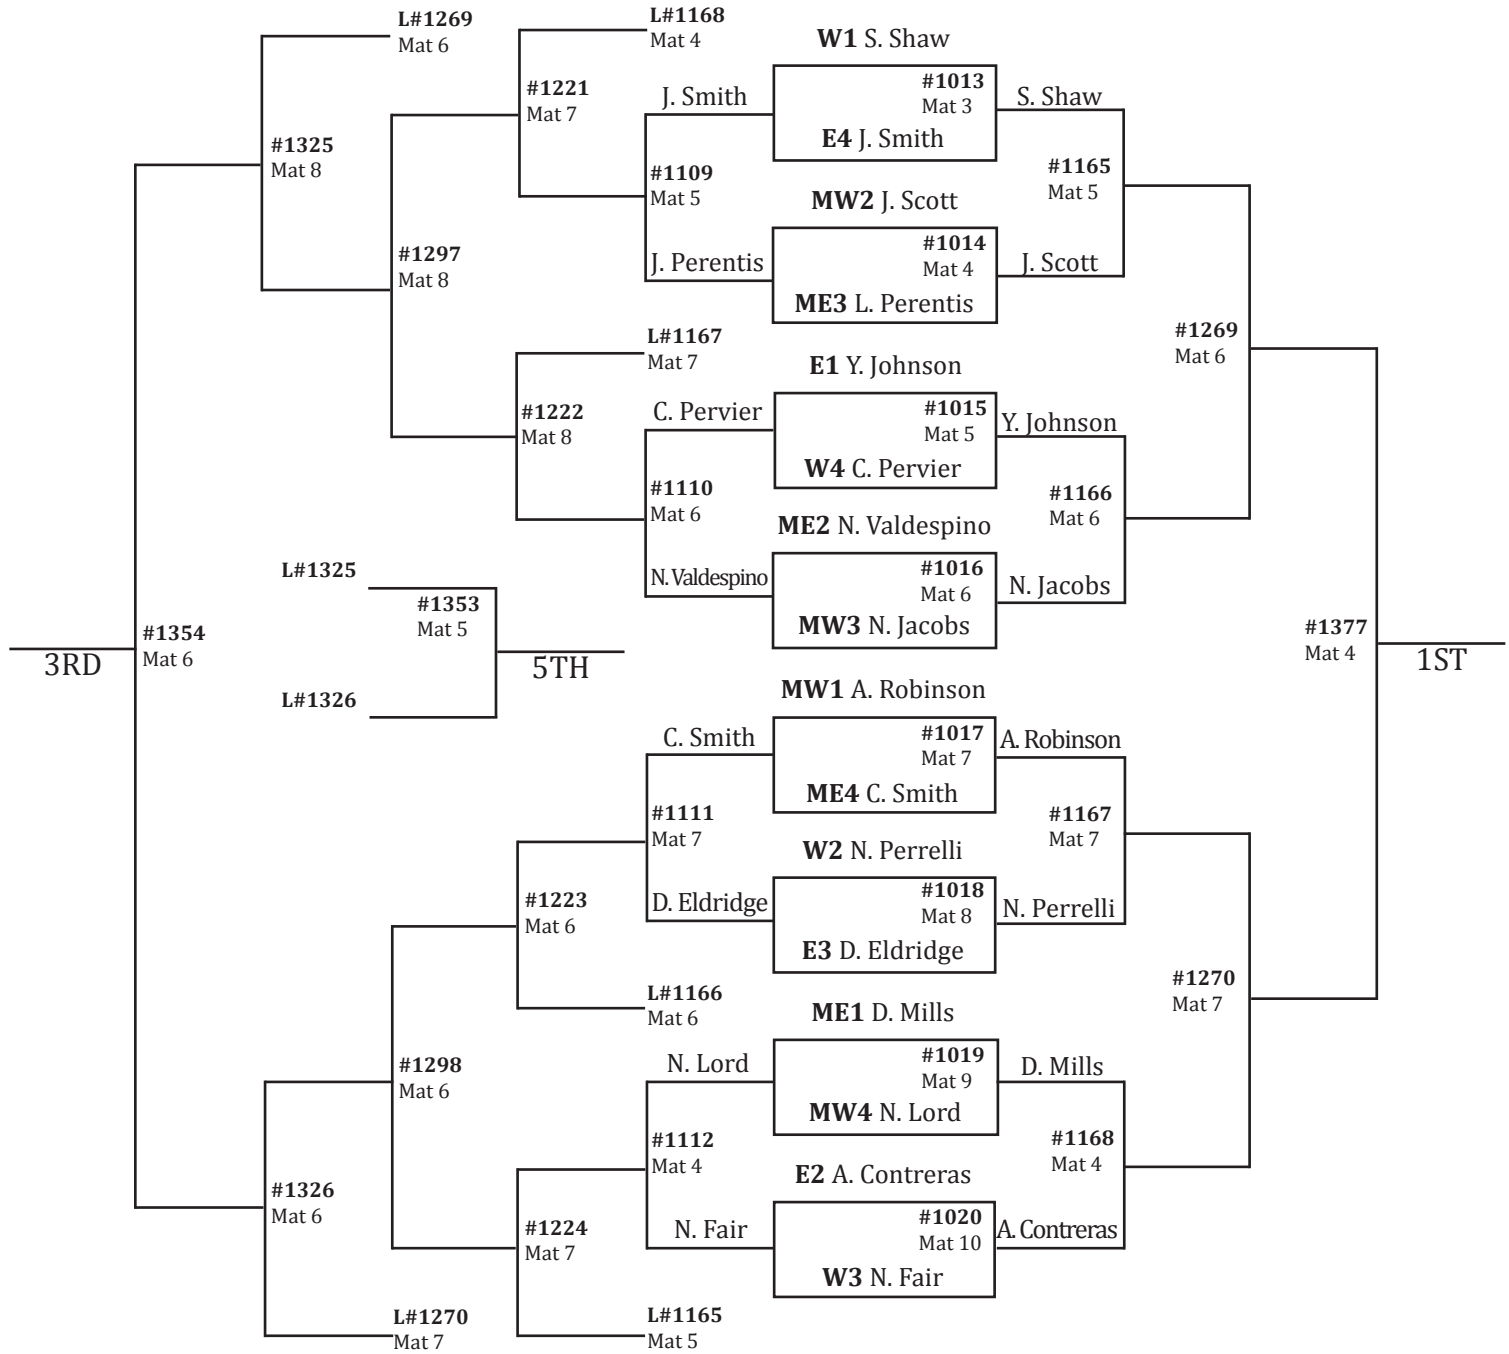 L#1269
Mat 6
L#1168
Mat 4
W1 S. Shaw
#1221
Mat 7
J. Smith
#1013
Mat 3
S. Shaw
E4 J. Smith
#1325
Mat 8
#1109
Mat 5
#1165
Mat 5
MW2 J. Scott
#1297
Mat 8
J. Perentis
#1014
Mat 4
J. Scott
ME3 L. Perentis
L#1167
Mat 7
#1269
Mat 6
E1 Y. Johnson
#1222
Mat 8
C. Pervier
#1015
Mat 5
Y. Johnson
W4 C. Pervier
#1110
Mat 6
#1166
Mat 6
ME2 N. Valdespino
L#1325
N. Valdespino
#1016
Mat 6
N. Jacobs
#1353
Mat 5
MW3 N. Jacobs
#1354
Mat 6
#1377
Mat 4
3RD
5TH
1ST
L#1326
MW1 A. Robinson
C. Smith
#1017
Mat 7
A. Robinson
ME4 C. Smith
#1111
Mat 7
#1167
Mat 7
W2 N. Perrelli
#1223
Mat 6
D. Eldridge
#1018
Mat 8
N. Perrelli
E3 D. Eldridge
#1270
Mat 7
L#1166
Mat 6
ME1 D. Mills
#1298
Mat 6
N. Lord
#1019
Mat 9
D. Mills
MW4 N. Lord
#1112
Mat 4
#1168
Mat 4
E2 A. Contreras
#1326
Mat 6
#1224
Mat 7
N. Fair
#1020
Mat 10
A. Contreras
W3 N. Fair
L#1270
Mat 7
L#1165
Mat 5